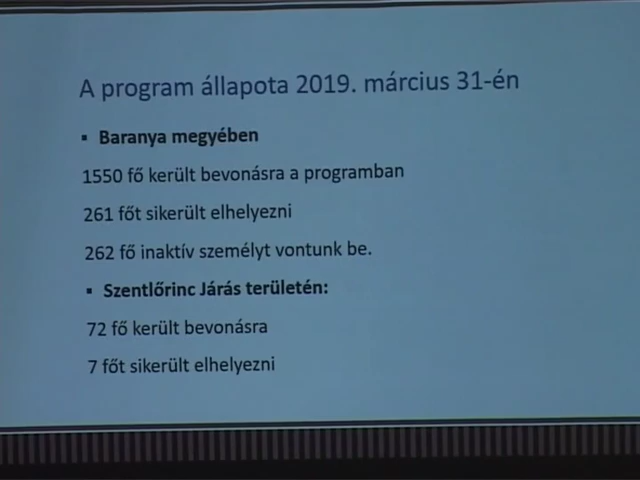 A program állapota 2019. március 31-én
▪ Baranya megyében
1550 fő került bevonásra a programban
261 főt sikerült elhelyezni
262 fő inaktív személyt vontunk be.
▪ Szentlőrinc Járás területén:
72 fő került bevonásra
7 főt sikerült elhelyezni